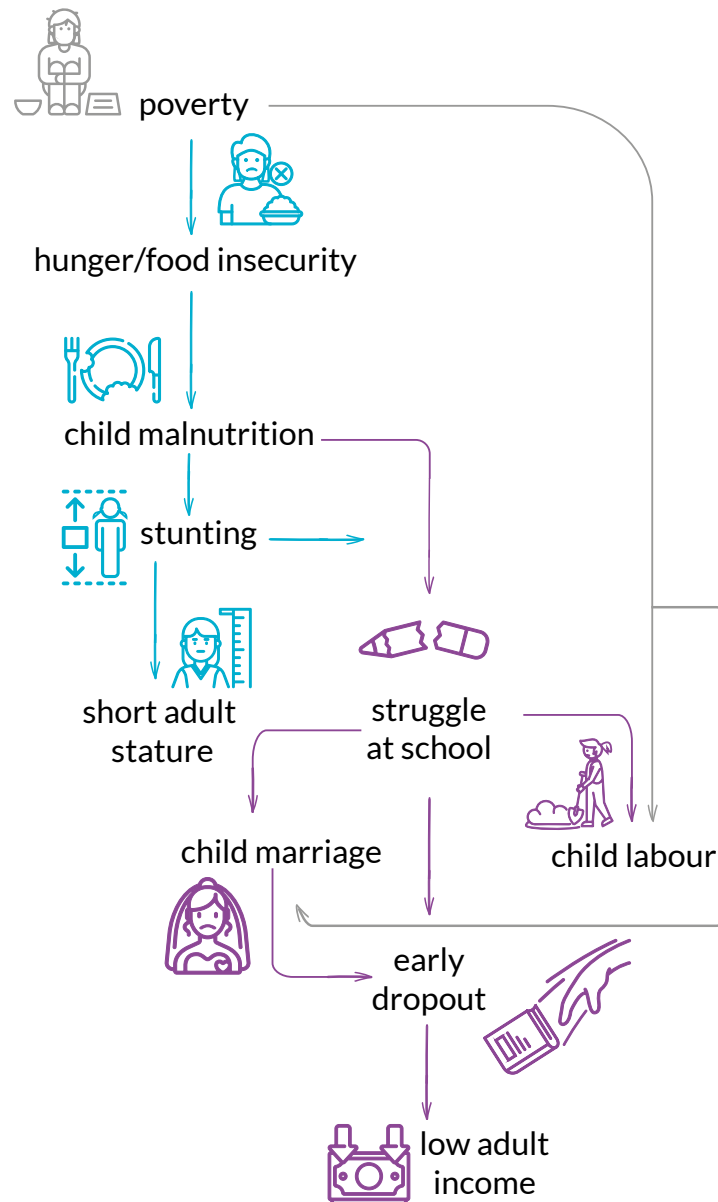 poverty
hunger/food insecurity
child malnutrition
stunting
short adult
stature
struggle
at school
child marriage
child labour
early
dropout
low adult
income